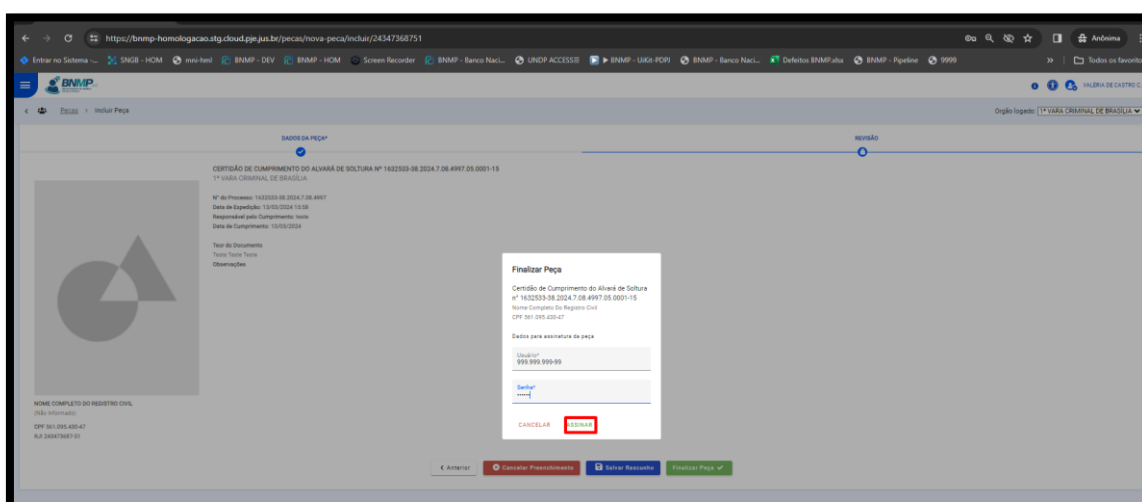 https://bnmp-homologacao.stg.cloud.pje.jus.br/pecas/nova-peca/incluir/24347368751
Anônima
Entrar no Sistema -... SNGB - HOM mni-hml BNMP - DEV BNMP - HOM Screen Recorder BNMP - Banco Naci... UNDP ACCESS® BNMP - UiKit-PDPJ BNMP - Banco Naci... Defeitos BNMP.xlsx BNMP - Pipeline 9999 » Todos os favorito
BNMP
VALERIA DE CASTRO C.
Peças > Incluir Peça
Orgão logado: 1ª VARA CRIMINAL DE BRASÍLIA
DADOS DA PEÇA* REVISÃO
CERTIDÃO DE CUMPRIMENTO DO ALVARÁ DE SOLTURA Nº 1632533-38.2024.7.08.4997.05.0001-15
1ª VARA CRIMINAL DE BRASÍLIA
Nº do Processo: 1632533-38.2024.7.08.4997
Data de Expedição: 13/03/2024 15:58
Responsável pelo Cumprimento: teste
Data de Cumprimento: 13/03/2024
Teor do Documento
Teste Teste Teste
Observações
NOME COMPLETO DO REGISTRO CIVIL
(Não Informado)
CPF 561.095.430-47
RJI 243473687-51
Finalizar Peça
Certidão de Cumprimento do Alvará de Soltura
nº 1632533-38.2024.7.08.4997.05.0001-15
Nome Completo Do Registro Civil
CPF 561.095.430-47
Dados para assinatura da peça
Usuário*
999.999.999-99
Senha*
••••••
CANCELAR ASSINAR
Anterior Cancelar Preenchimento Salvar Rascunho Finalizar Peça